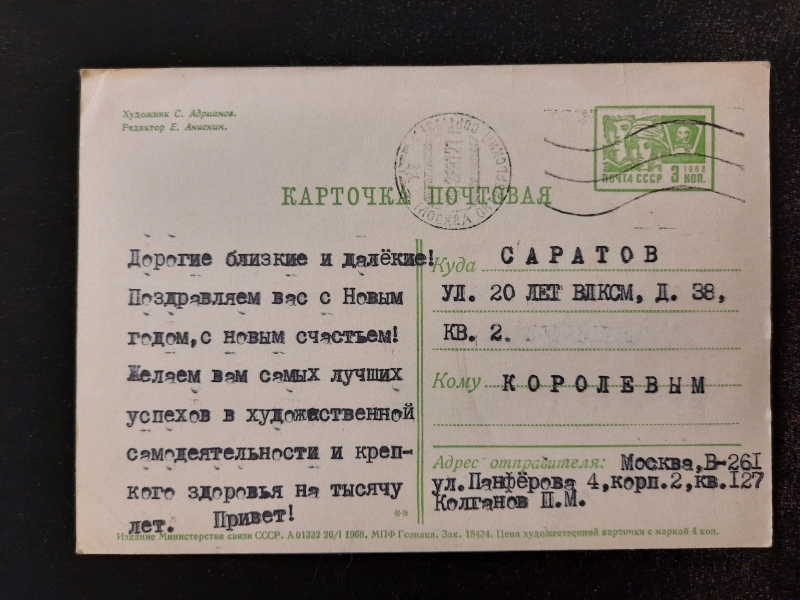 Художник С. Адрианов.
Редактор Е. Анискин.
ПОЧТА СССР
1966
3 КОП.
МОСКВА
КАРТОЧКА ПОЧТОВАЯ
Дорогие близкие и далёкие!
Поздравляем вас с Новым
годом, с новым счастьем!
Желаем вам самых лучших
успехов в художественной
самодеятельности и креп-
кого здоровья на тысячу
лет. Привет!
Куда САРАТОВ
УЛ. 20 ЛЕТ ВЛКСМ, Д. 38,
КВ. 2.
Кому КОРОЛЕВЫМ
Адрес отправителя: Москва, В-261
ул. Панфёрова 4, корп. 2, кв. 127
Колганов П.М.
Издание Министерства связи СССР. А 01332 26/I 1968. МПФ Гознака. Зак. 18424. Цена художественной карточки с маркой 4 коп.